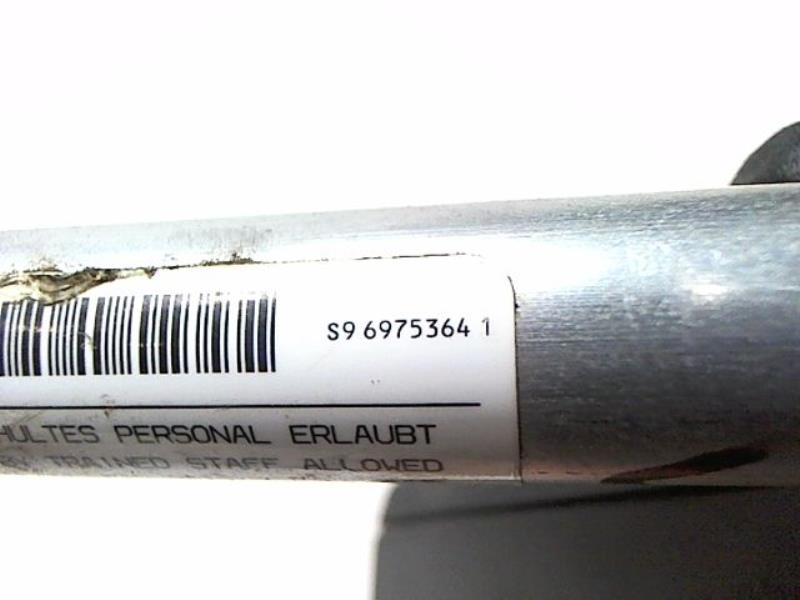 S9 6975364 1
HULTES PERSONAL ERLAUBT
TRAINED STAFF ALLOWED